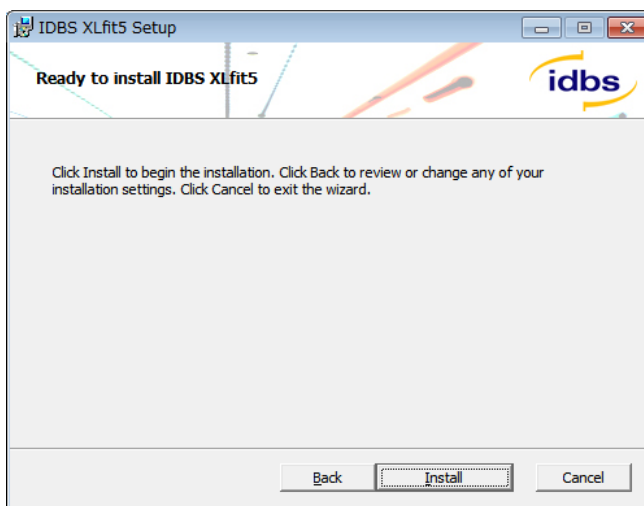 IDBS XLfit5 Setup
Ready to install IDBS XLfit5
idbs
Click Install to begin the installation. Click Back to review or change any of your
installation settings. Click Cancel to exit the wizard.
Back
Install
Cancel